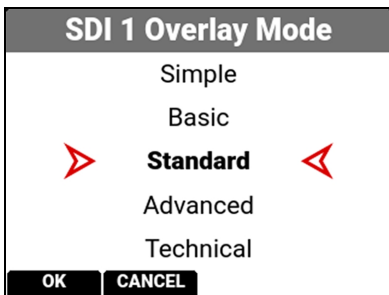 SDI 1 Overlay Mode
Simple
Basic
Standard
Advanced
Technical
OK CANCEL